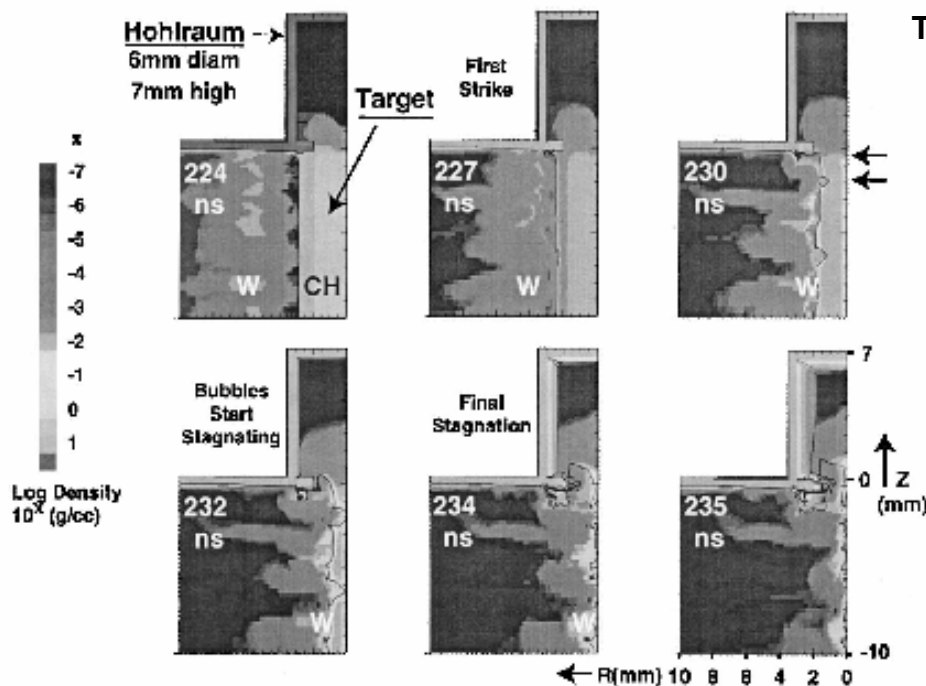 T
Hohlraum
6mm diam
7mm high
First
Strike
Target
x
-7
-6
-5
-4
-3
-2
-1
0
1
Log Density
10^x (g/cc)
224
ns
W
CH
227
ns
W
230
ns
W
Bubbles
Start
Stagnating
232
ns
W
Final
Stagnation
234
ns
W
235
ns
7
0
Z
(mm)
-10
R(mm) 10 8 6 4 2 0